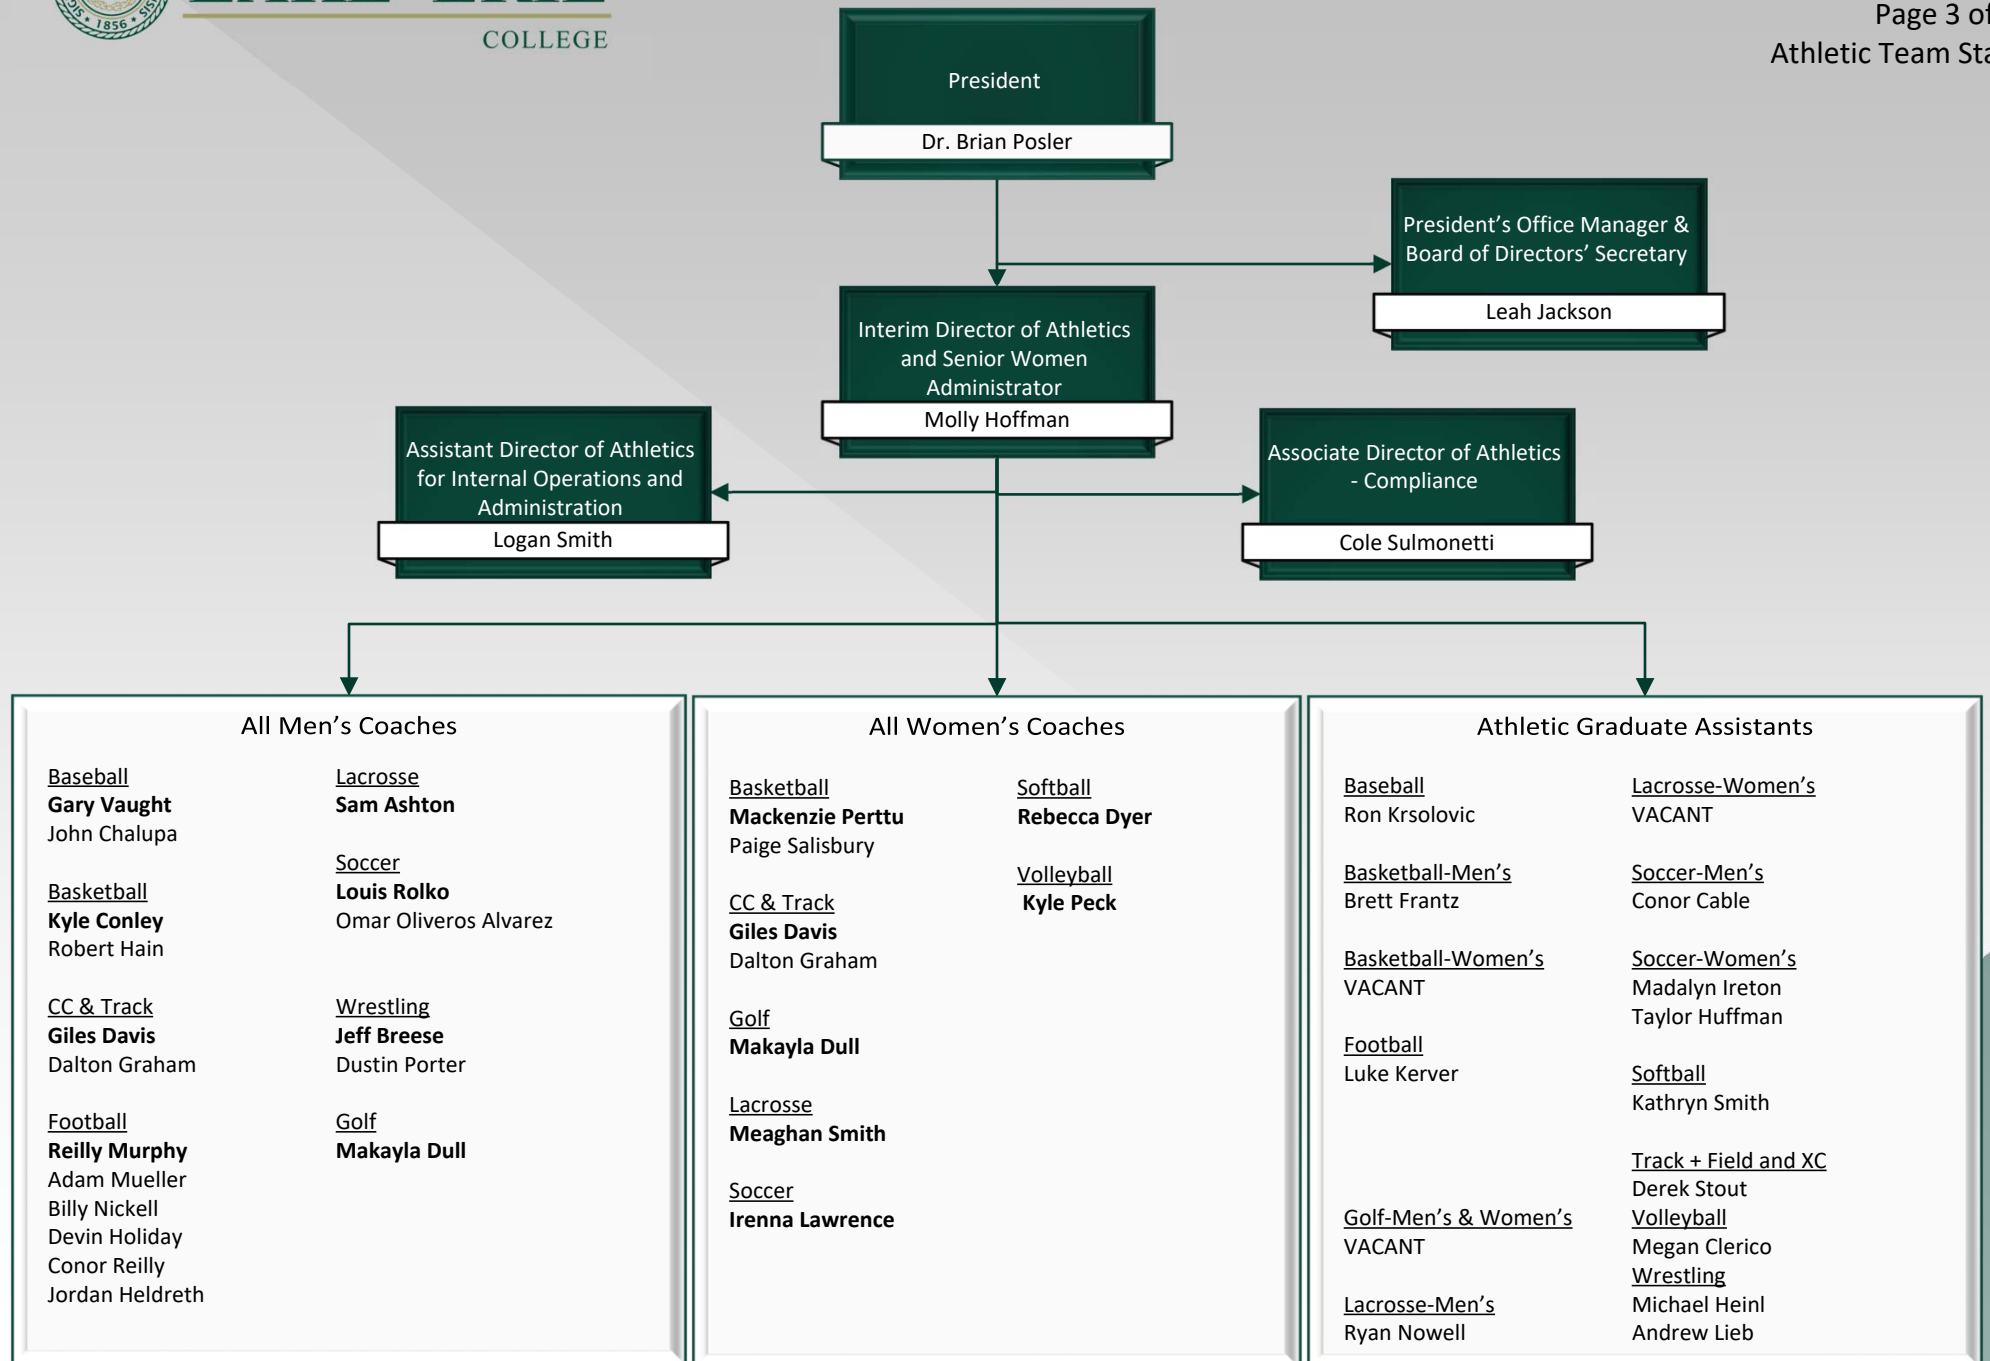 1856
COLLEGE
Page 3 of
Athletic Team
President
Dr. Brian Posler
President’s Office Manager &
Board of Directors’ Secretary
Leah Jackson
Interim Director of Athletics
and Senior Women
Administrator
Molly Hoffman
Assistant Director of Athletics
for Internal Operations and
Administration
Logan Smith
Associate Director of Athletics
- Compliance
Cole Sulmonetti
All Men’s Coaches
Baseball
Gary Vaught
John Chalupa
Basketball
Kyle Conley
Robert Hain
CC & Track
Giles Davis
Dalton Graham
Football
Reilly Murphy
Adam Mueller
Billy Nickell
Devin Holiday
Conor Reilly
Jordan Heldreth
Lacrosse
Sam Ashton
Soccer
Louis Rolko
Omar Oliveros Alvarez
Wrestling
Jeff Breese
Dustin Porter
Golf
Makayla Dull
All Women’s Coaches
Basketball
Mackenzie Perttu
Paige Salisbury
CC & Track
Giles Davis
Dalton Graham
Golf
Makayla Dull
Lacrosse
Meaghan Smith
Soccer
Irenna Lawrence
Softball
Rebecca Dyer
Volleyball
Kyle Peck
Athletic Graduate Assistants
Baseball
Ron Krsolovic
Basketball-Men’s
Brett Frantz
Basketball-Women’s
VACANT
Football
Luke Kerver
Golf-Men’s & Women’s
VACANT
Lacrosse-Men’s
Ryan Nowell
Lacrosse-Women’s
VACANT
Soccer-Men’s
Conor Cable
Soccer-Women’s
Madalyn Ireton
Taylor Huffman
Softball
Kathryn Smith
Track + Field and XC
Derek Stout
Volleyball
Megan Clerico
Wrestling
Michael Heinl
Andrew Lieb